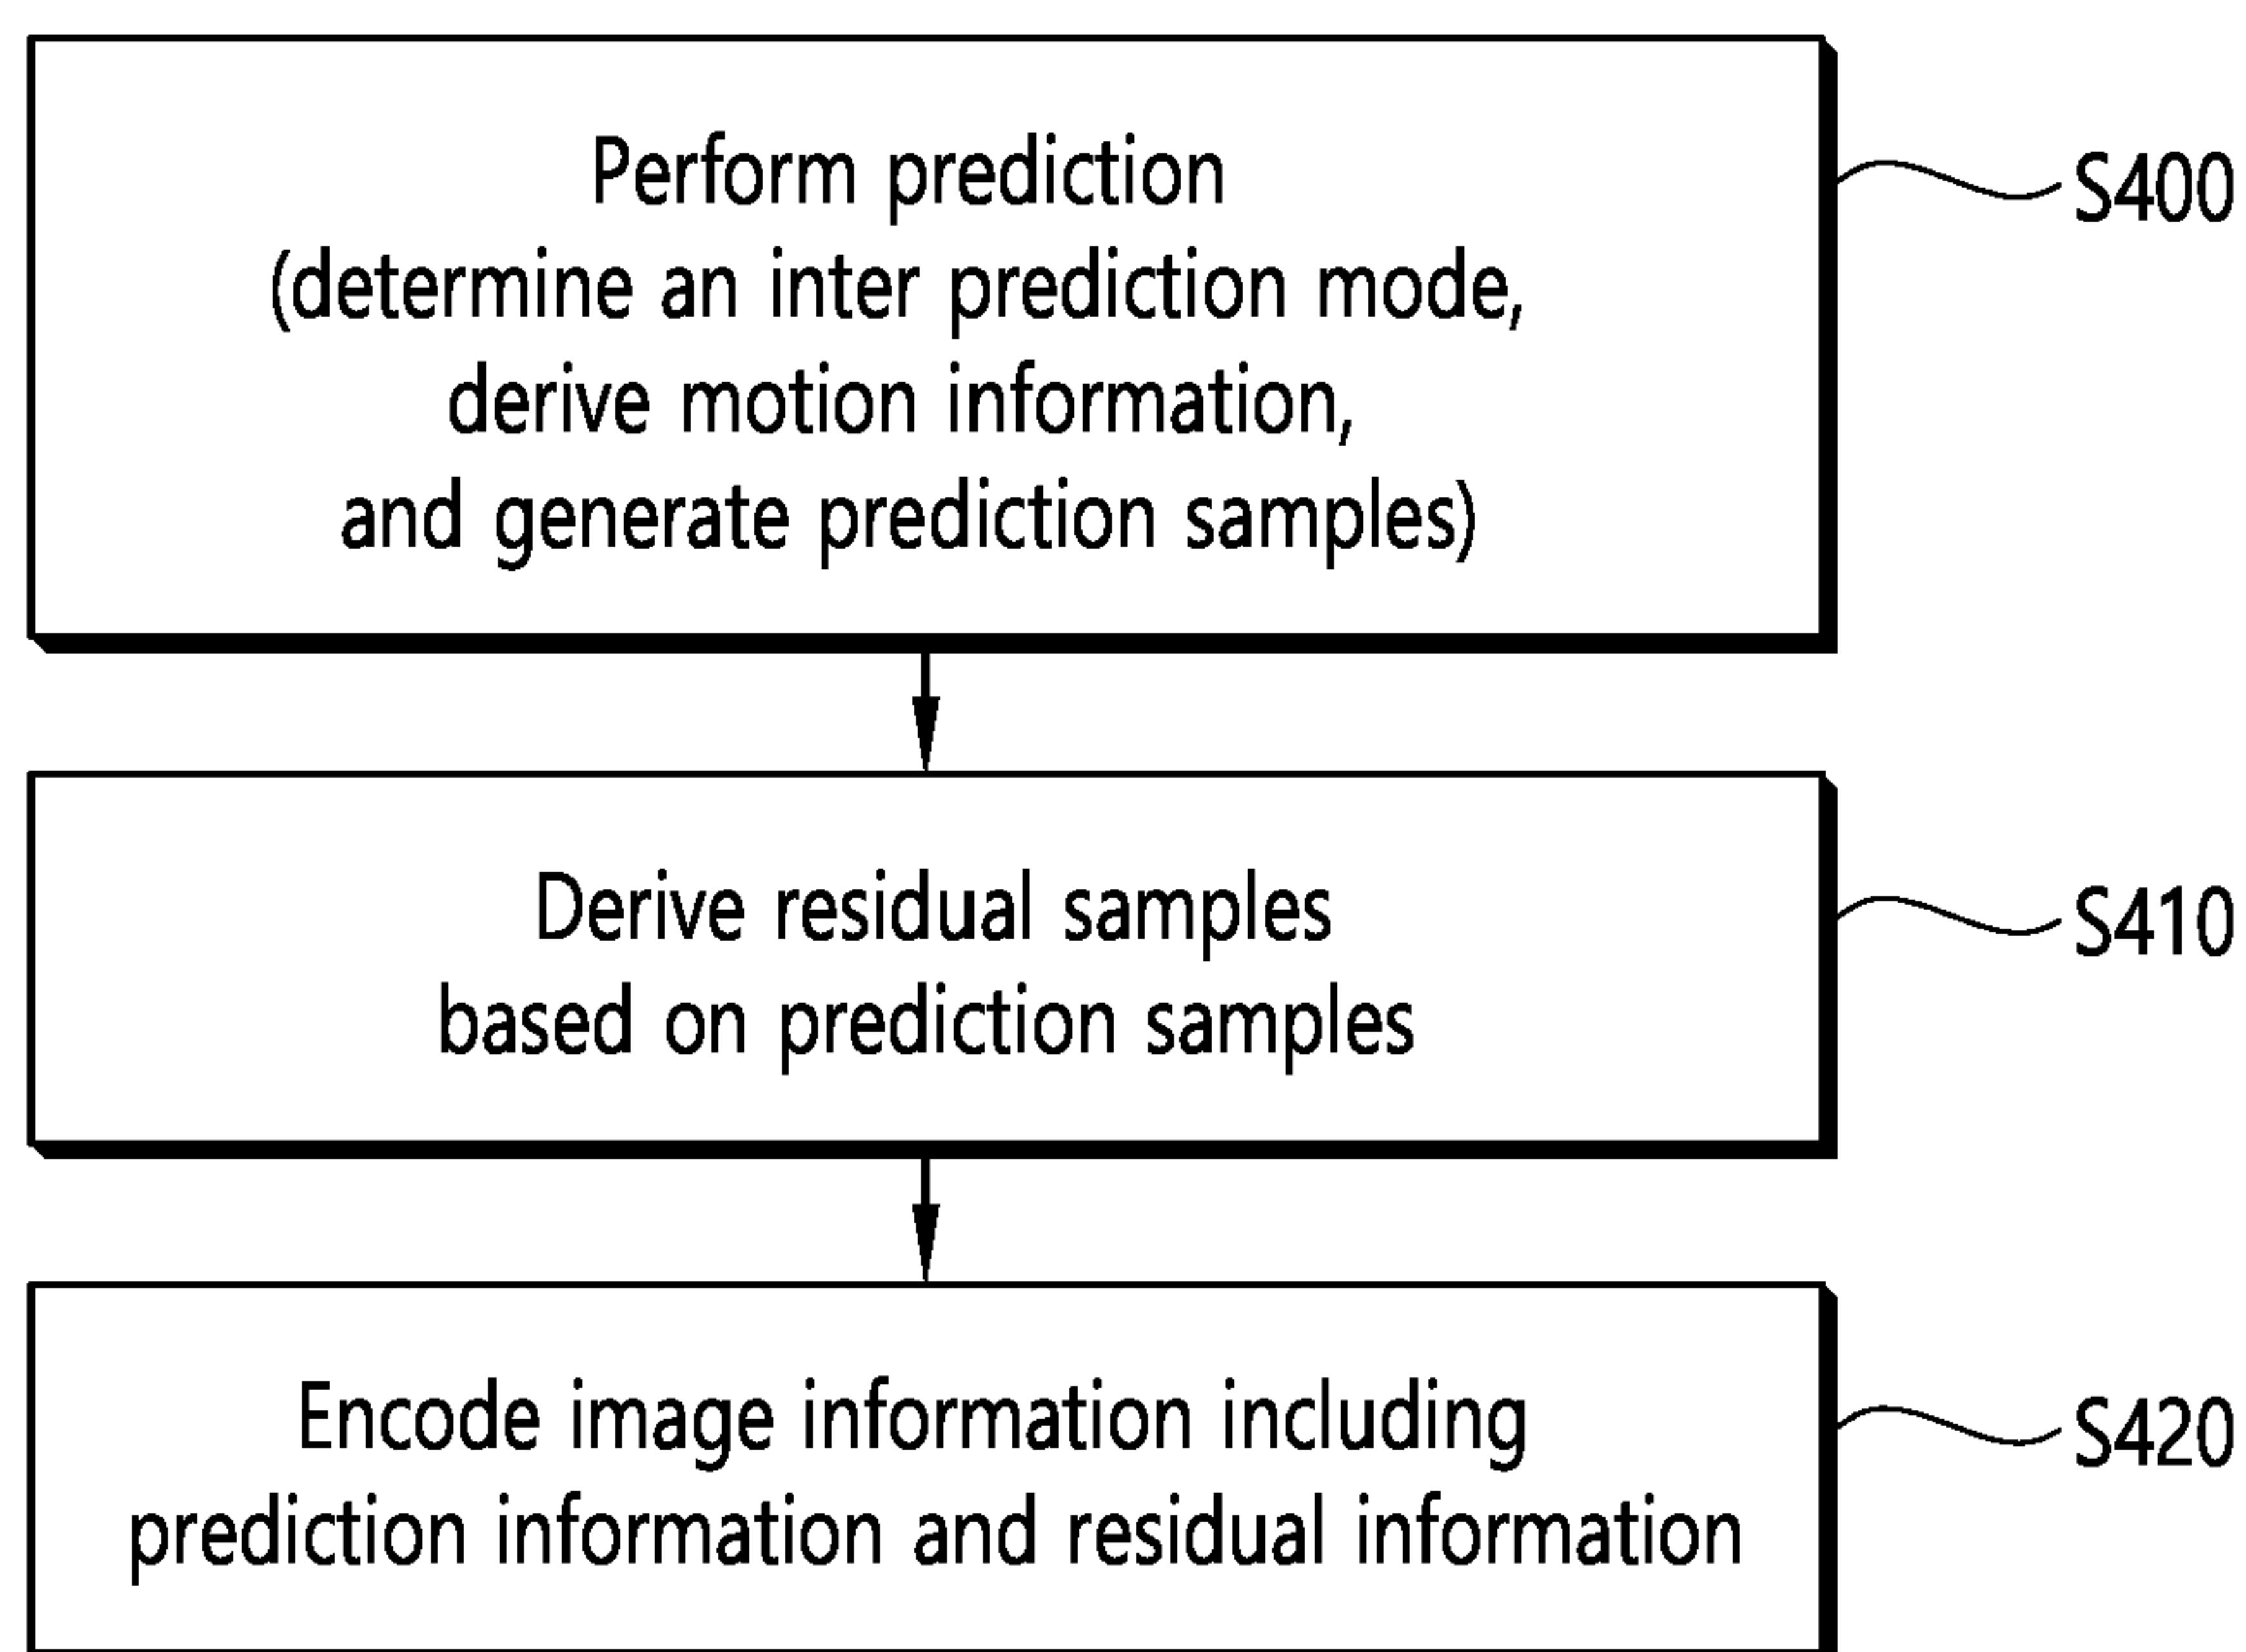 Perform prediction
(determine an inter prediction mode,
derive motion information,
and generate prediction samples)
S400
Derive residual samples
based on prediction samples
S410
Encode image information including
prediction information and residual information
S420